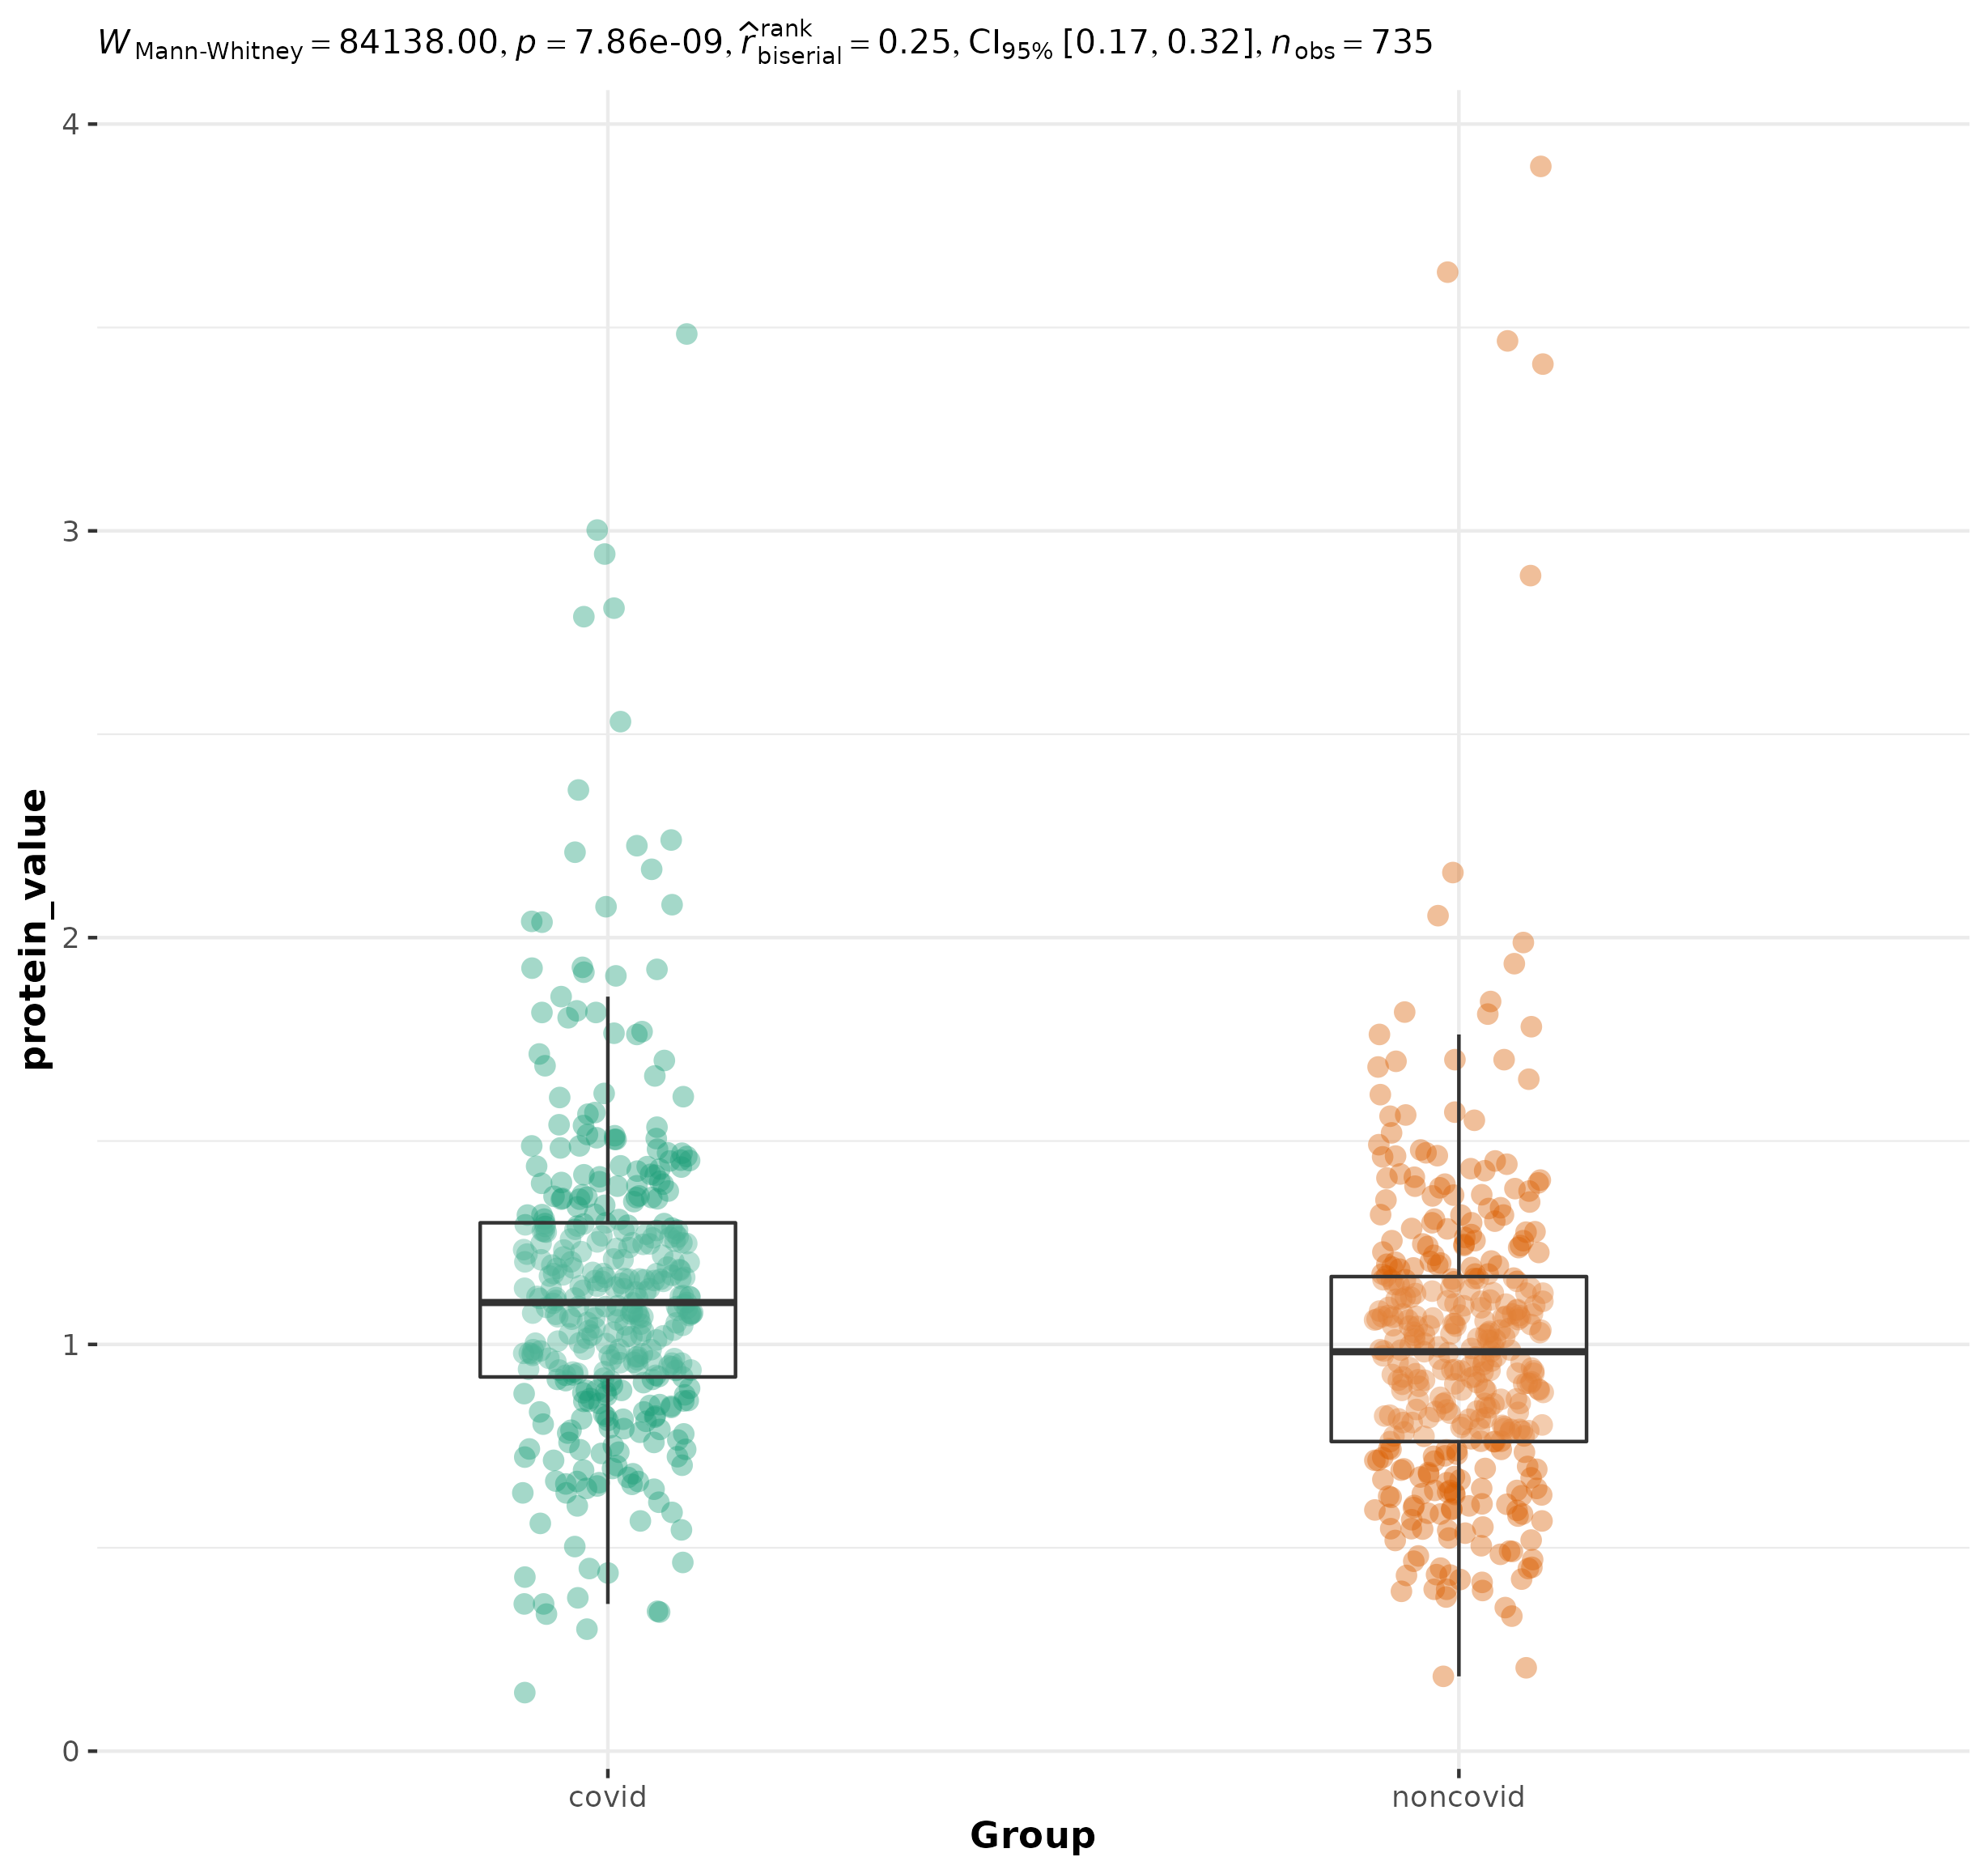 W Mann-Whitney = 84138.00, p = 7.86e-09, r̂ rank biserial = 0.25, CI95% [0.17, 0.32], n obs = 735
4
3
2
1
0
protein_value
covid noncovid
Group